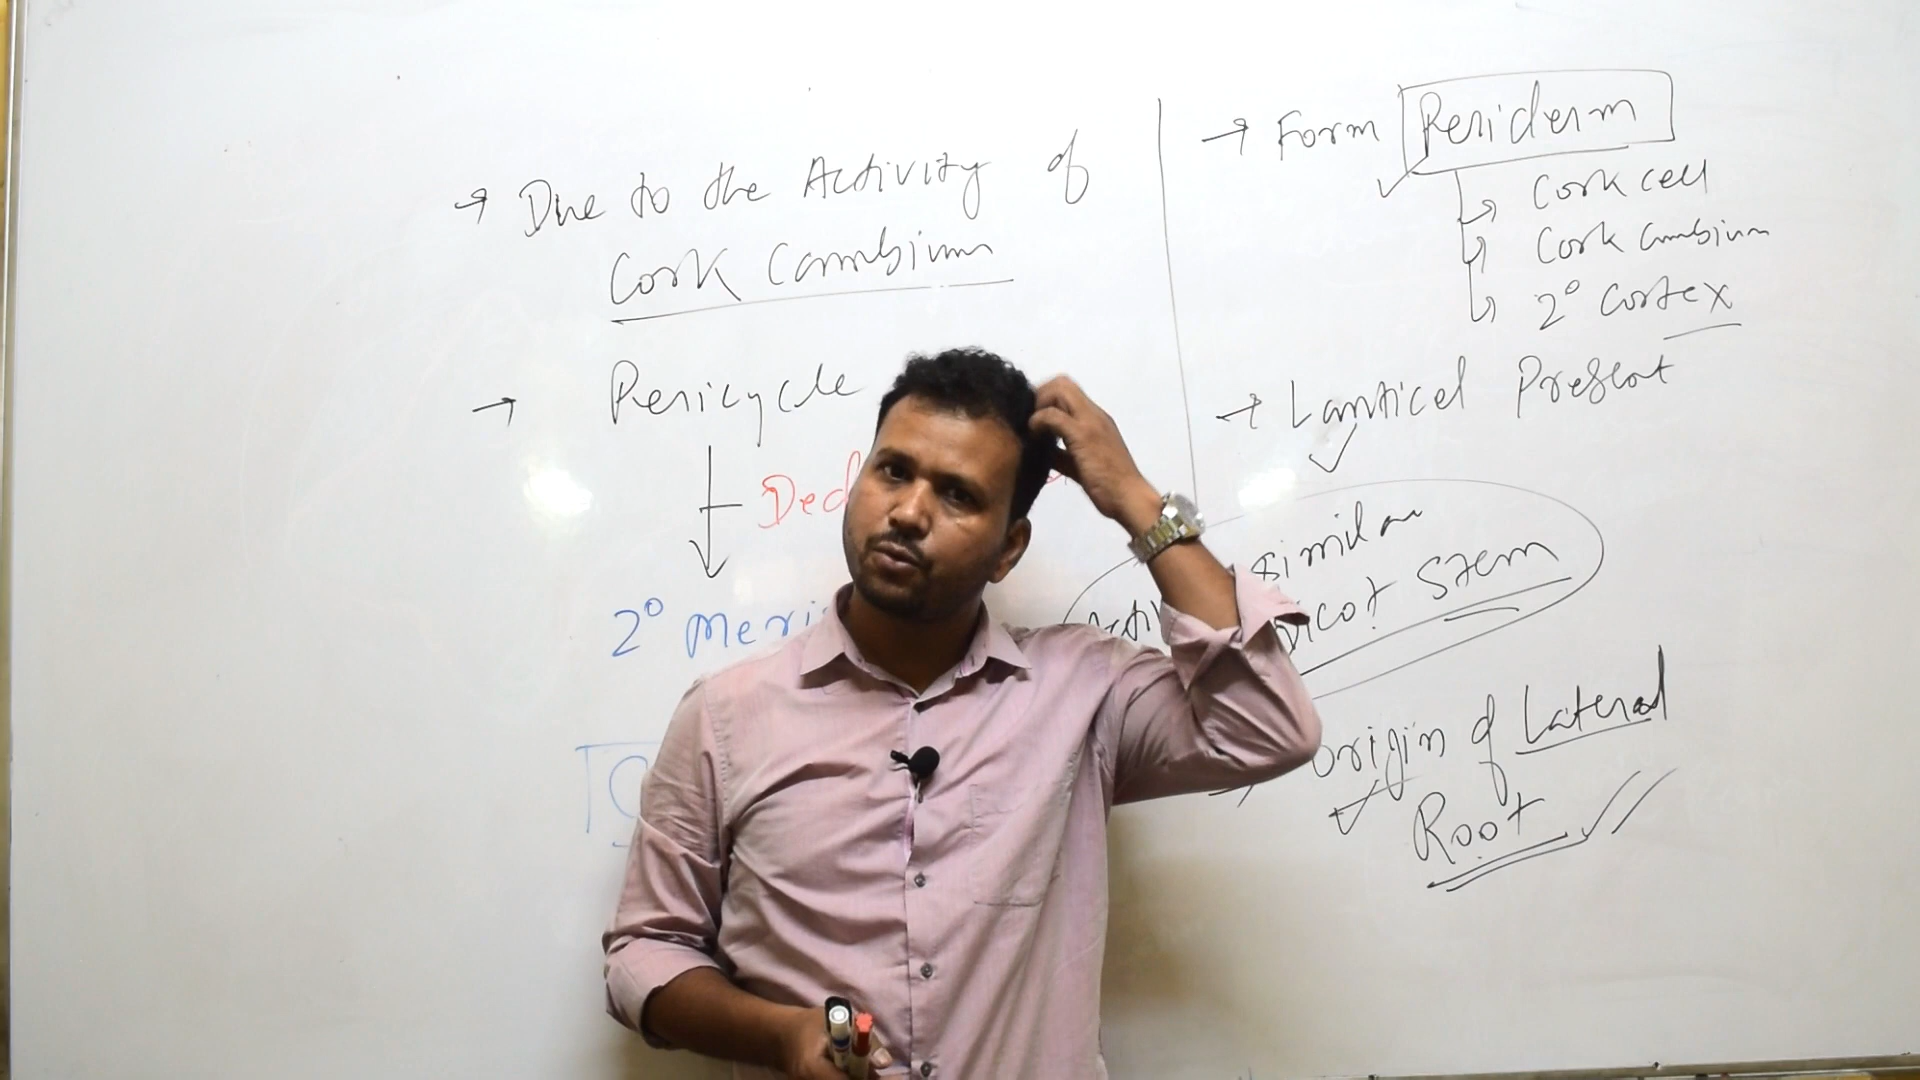 → Due to the Activity of
Cork Cambium
→ Pericycle
Ded
2° Meri
→ Form Periderm
Cork cell
Cork Cambium
2° Cortex
→ Lanticel Present
similar
Dicot Stem
Origin of Lateral
Root